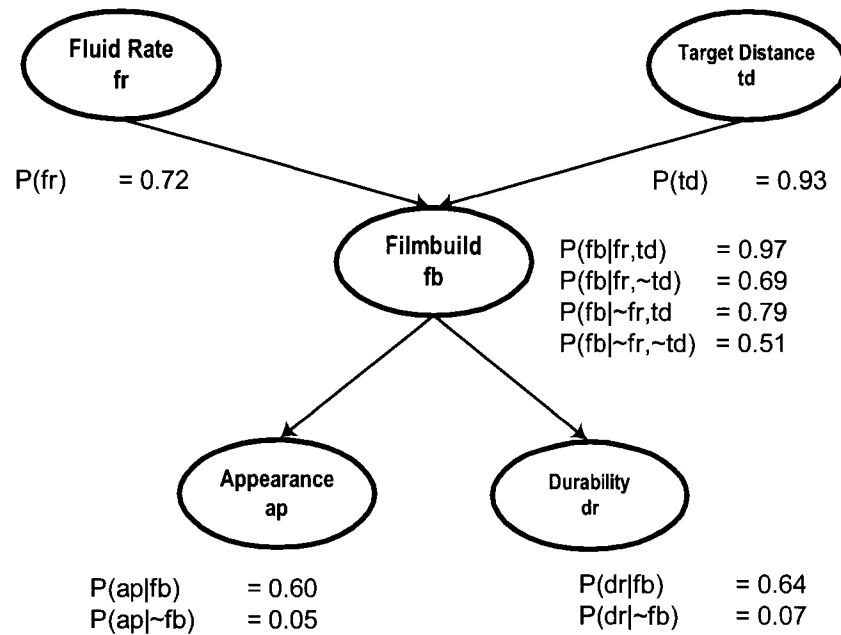 Fluid Rate
fr
Target Distance
td
P(fr) = 0.72
P(td) = 0.93
Filmbuild
fb
P(fb|fr,td) = 0.97
P(fb|fr,~td) = 0.69
P(fb|~fr,td = 0.79
P(fb|~fr,~td) = 0.51
Appearance
ap
Durability
dr
P(ap|fb) = 0.60
P(ap|~fb) = 0.05
P(dr|fb) = 0.64
P(dr|~fb) = 0.07